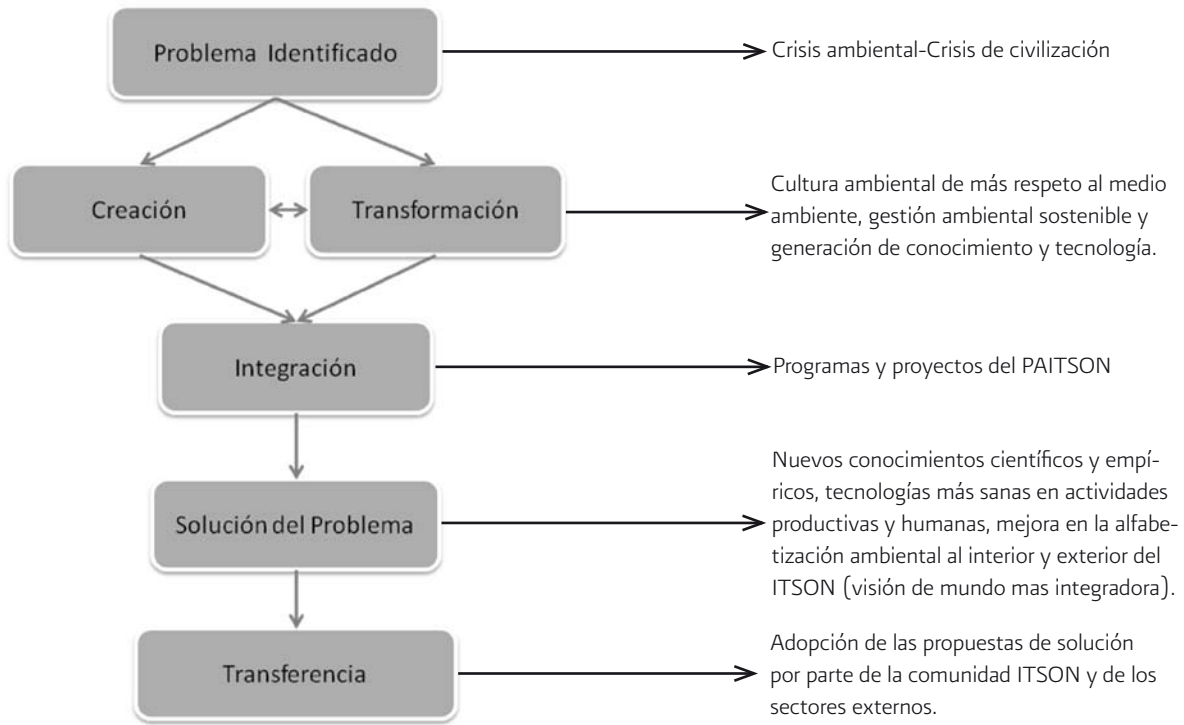 Problema Identificado
Crisis ambiental-Crisis de civilización
Creación
Transformación
Cultura ambiental de más respeto al medio
ambiente, gestión ambiental sostenible y
generación de conocimiento y tecnología.
Integración
Programas y proyectos del PAITSON
Solución del Problema
Nuevos conocimientos científicos y empí-
ricos, tecnologías más sanas en actividades
productivas y humanas, mejora en la alfabe-
tización ambiental al interior y exterior del
ITSON (visión de mundo mas integradora).
Transferencia
Adopción de las propuestas de solución
por parte de la comunidad ITSON y de los
sectores externos.